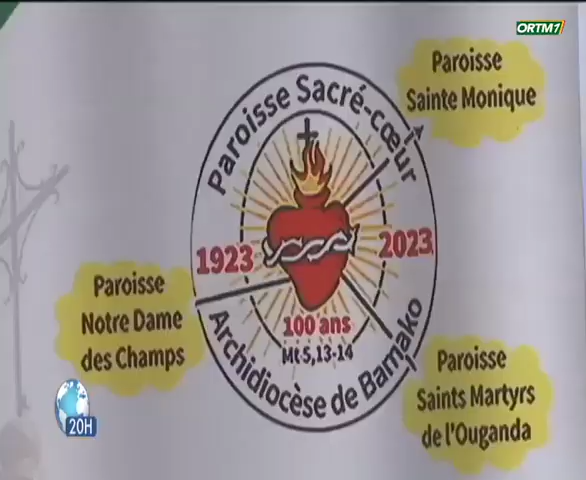 ORTM1
Paroisse
Sainte Monique
Paroisse Sacré-cœur
1923 2023
100 ans
Mt 5,13-14
Archidiocèse de Bamako
Paroisse
Notre Dame
des Champs
Paroisse
Saints Martyrs
de l'Ouganda
20H